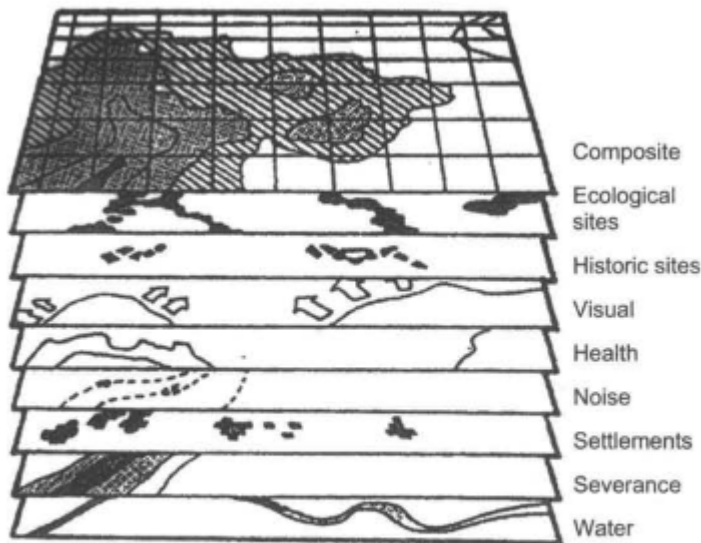 Composite
Ecological
sites
Historic sites
Visual
Health
Noise
Settlements
Severance
Water